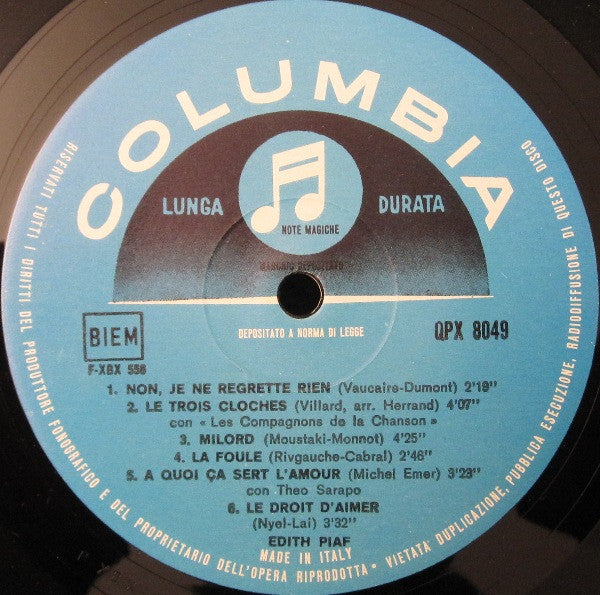 COLUMBIA
LUNGA DURATA
NOTE MAGICHE
DEPOSITATO A NORMA DI LEGGE
BIEM
QPX 8049
F-XBX 556
1. NON, JE NE REGRETTE RIEN (Vaucaire-Dumont) 2'19"
2. LE TROIS CLOCHES (Villard, arr. Herrand) 4'07"
con « Les Compagnons de la Chanson »
3. MILORD (Moustaki-Monnot) 4'25"
4. LA FOULE (Rivgauche-Cabral) 2'46"
5. A QUOI ÇA SERT L'AMOUR (Michel Emer) 3'23"
con Theo Sarapo
6. LE DROIT D'AIMER
(Nyel-Lai) 3'32"
EDITH PIAF
MADE IN ITALY
RISERVATI TUTTI I DIRITTI DEL PRODUTTORE FONOGRAFICO E DEL PROPRIETARIO DELL'OPERA RIPRODOTTA • VIETATA DUPLICAZIONE, PUBBLICA ESECUZIONE, RADIODIFFUSIONE DI QUESTO DISCO